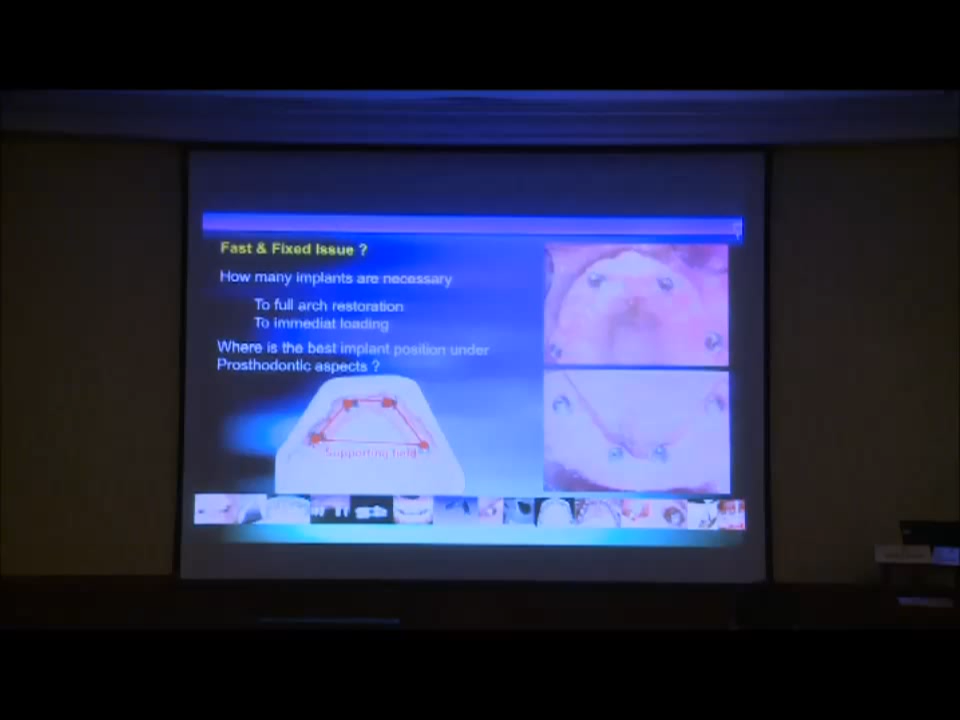 Fast & Fixed Issue ?
How many implants are necessary
To full arch restoration
To immediat loading
Where is the best implant position under
Prosthodontic aspects ?
Supporting field